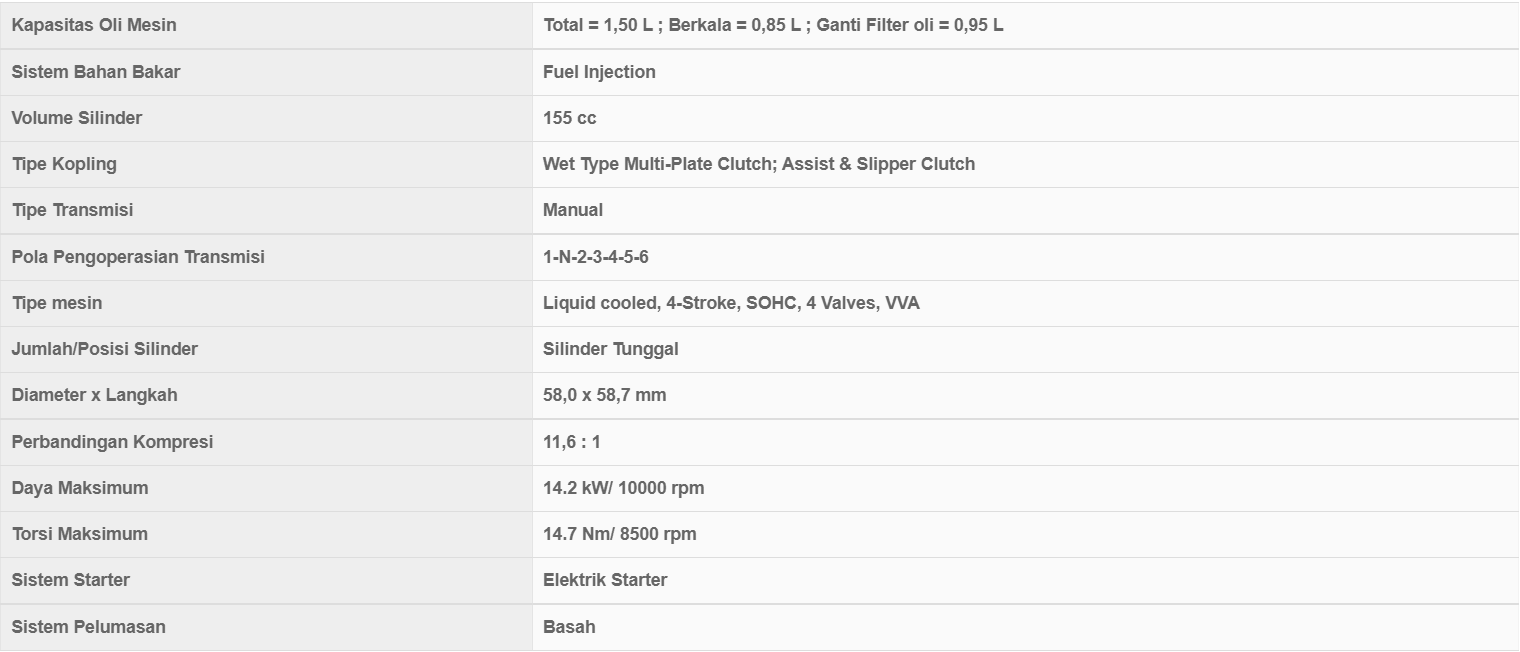 Kapasitas Oli Mesin Total = 1,50 L ; Berkala = 0,85 L ; Ganti Filter oli = 0,95 L
Sistem Bahan Bakar Fuel Injection
Volume Silinder 155 cc
Tipe Kopling Wet Type Multi-Plate Clutch; Assist & Slipper Clutch
Tipe Transmisi Manual
Pola Pengoperasian Transmisi 1-N-2-3-4-5-6
Tipe mesin Liquid cooled, 4-Stroke, SOHC, 4 Valves, VVA
Jumlah/Posisi Silinder Silinder Tunggal
Diameter x Langkah 58,0 x 58,7 mm
Perbandingan Kompresi 11,6 : 1
Daya Maksimum 14.2 kW/ 10000 rpm
Torsi Maksimum 14.7 Nm/ 8500 rpm
Sistem Starter Elektrik Starter
Sistem Pelumasan Basah